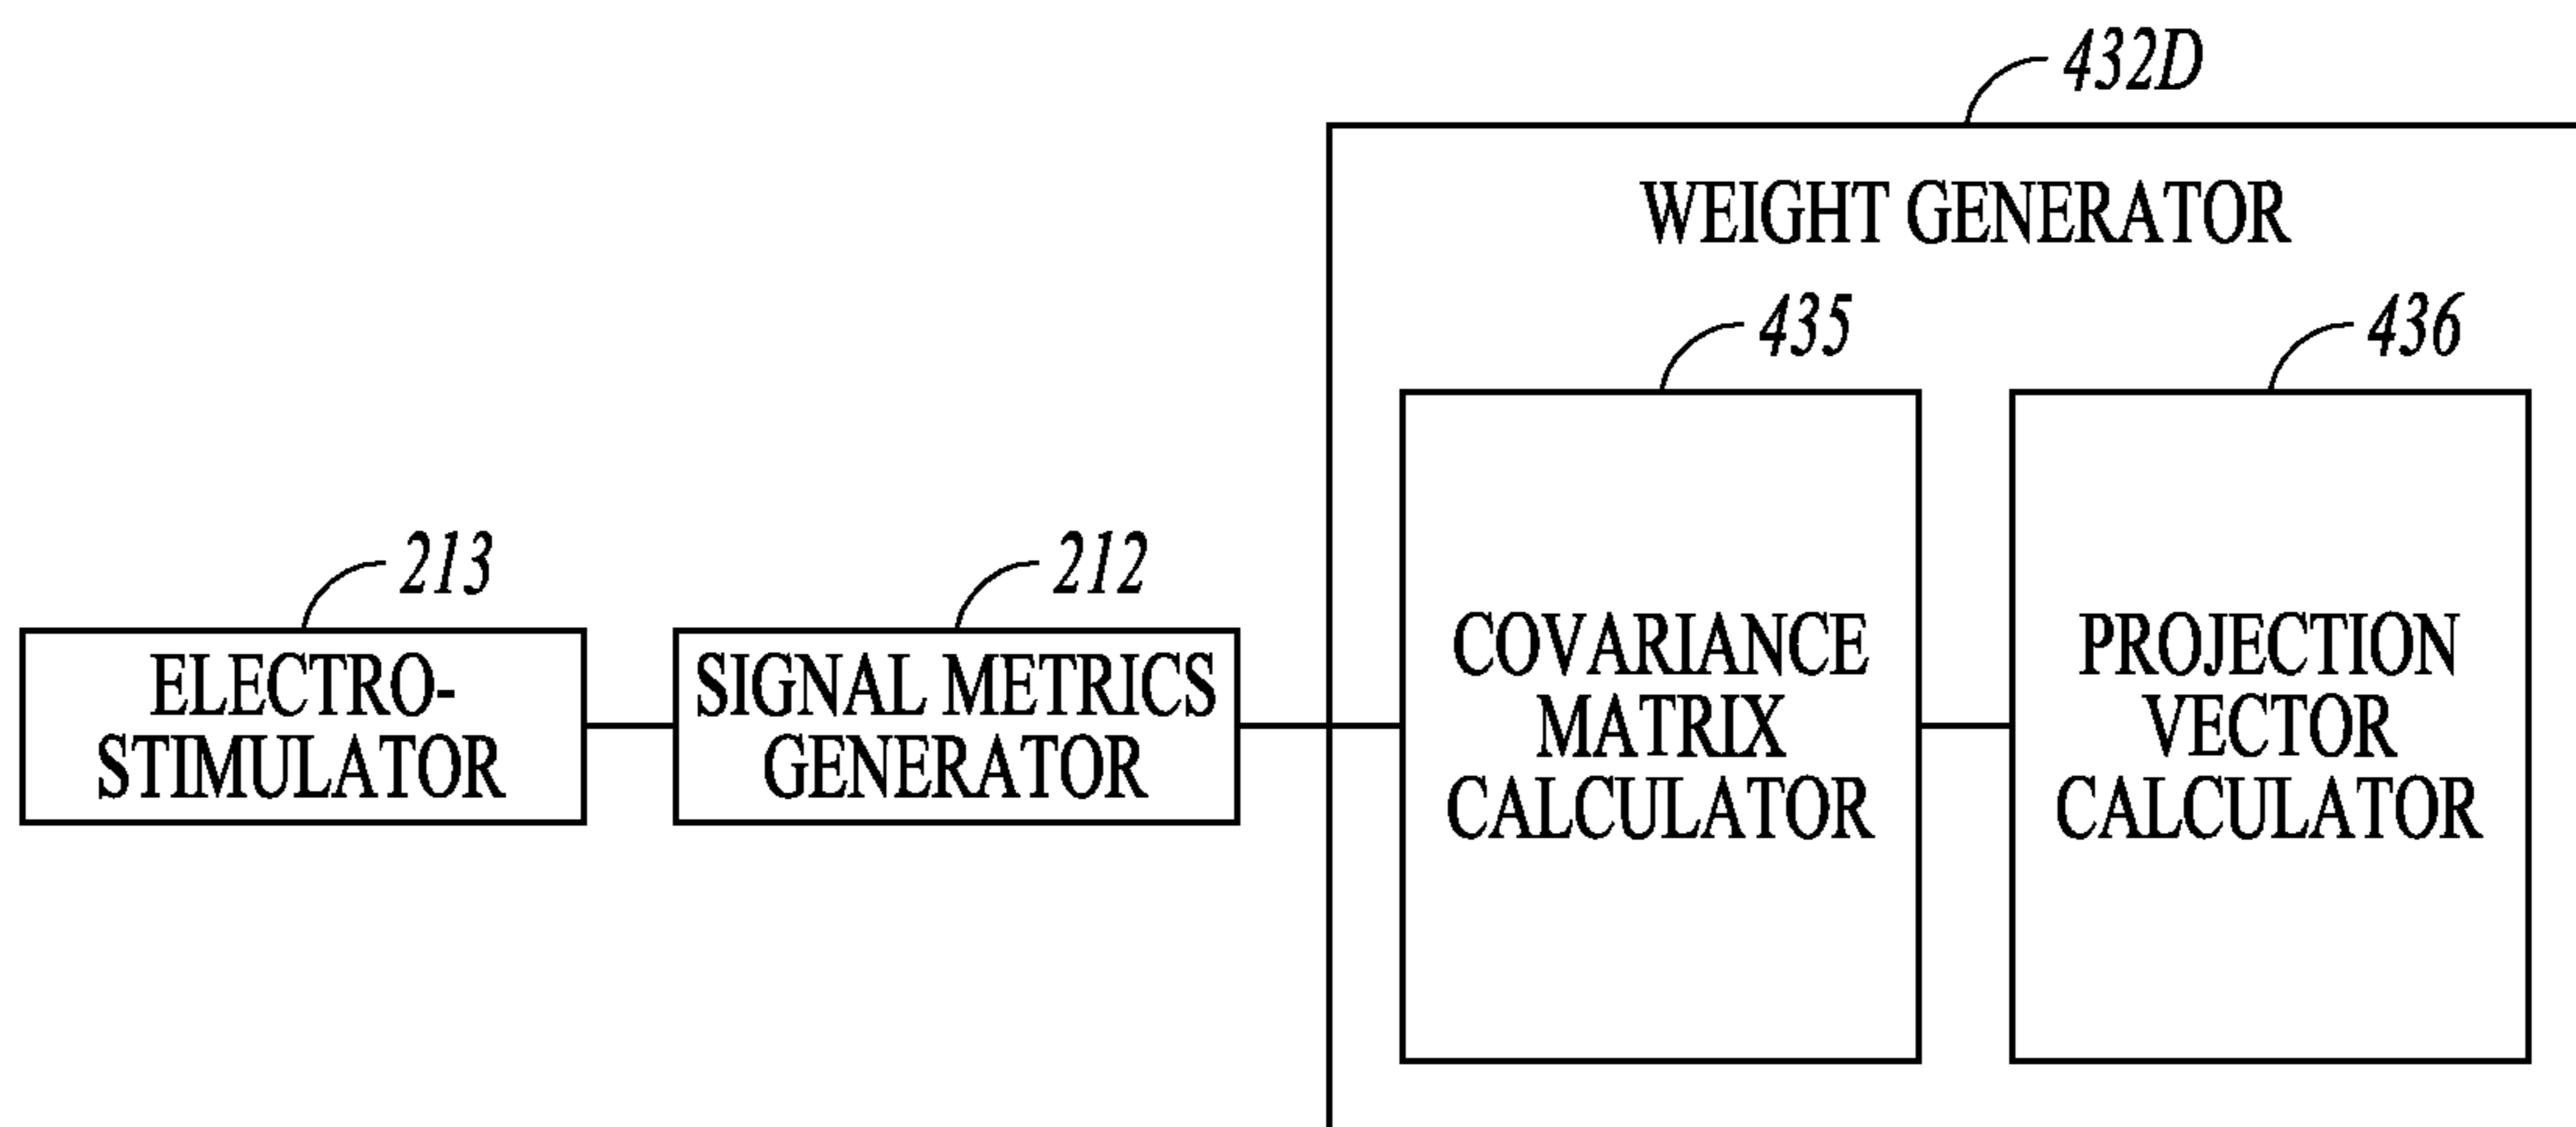 432D
WEIGHT GENERATOR
435
436
213
212
ELECTRO-
STIMULATOR
SIGNAL METRICS
GENERATOR
COVARIANCE
MATRIX
CALCULATOR
PROJECTION
VECTOR
CALCULATOR